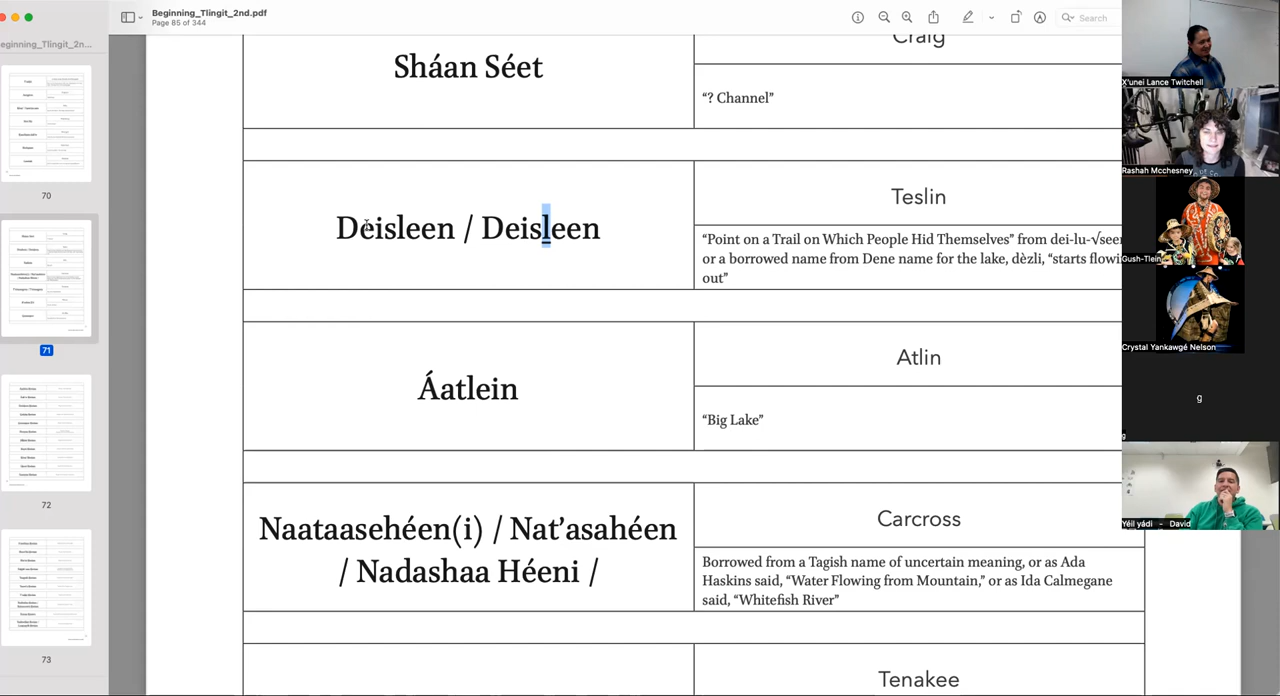 Beginning_Tlingit_2nd.pdf
Page 85 of 344
Search
eginning_Tlingit_2n...
70
71
72
73
Sháan Séet
Craig
“? Channel”
Deisleen / Deisḻeen
Teslin
“Point on a Trail on Which People Hid Themselves” from dei-lu-√seen
or a borrowed name from Dene name for the lake, dèzli, “starts flowi
out”
Áatlein
Atlin
“Big Lake”
Naataasehéen(i) / Nat’asahéen
/ Nadashaa Héeni /
Carcross
Borrowed from a Tagish name of uncertain meaning, or as Ada
Haskins said, “Water Flowing from Mountain,” or as Ida Calmegane
said, “Whitefish River”
Tenakee
X̱'unei Lance Twitchell
Rashah Mcchesney
Gush-Tlein
Crystal Yankawgé Nelson
g
g
Yéil yádi - David